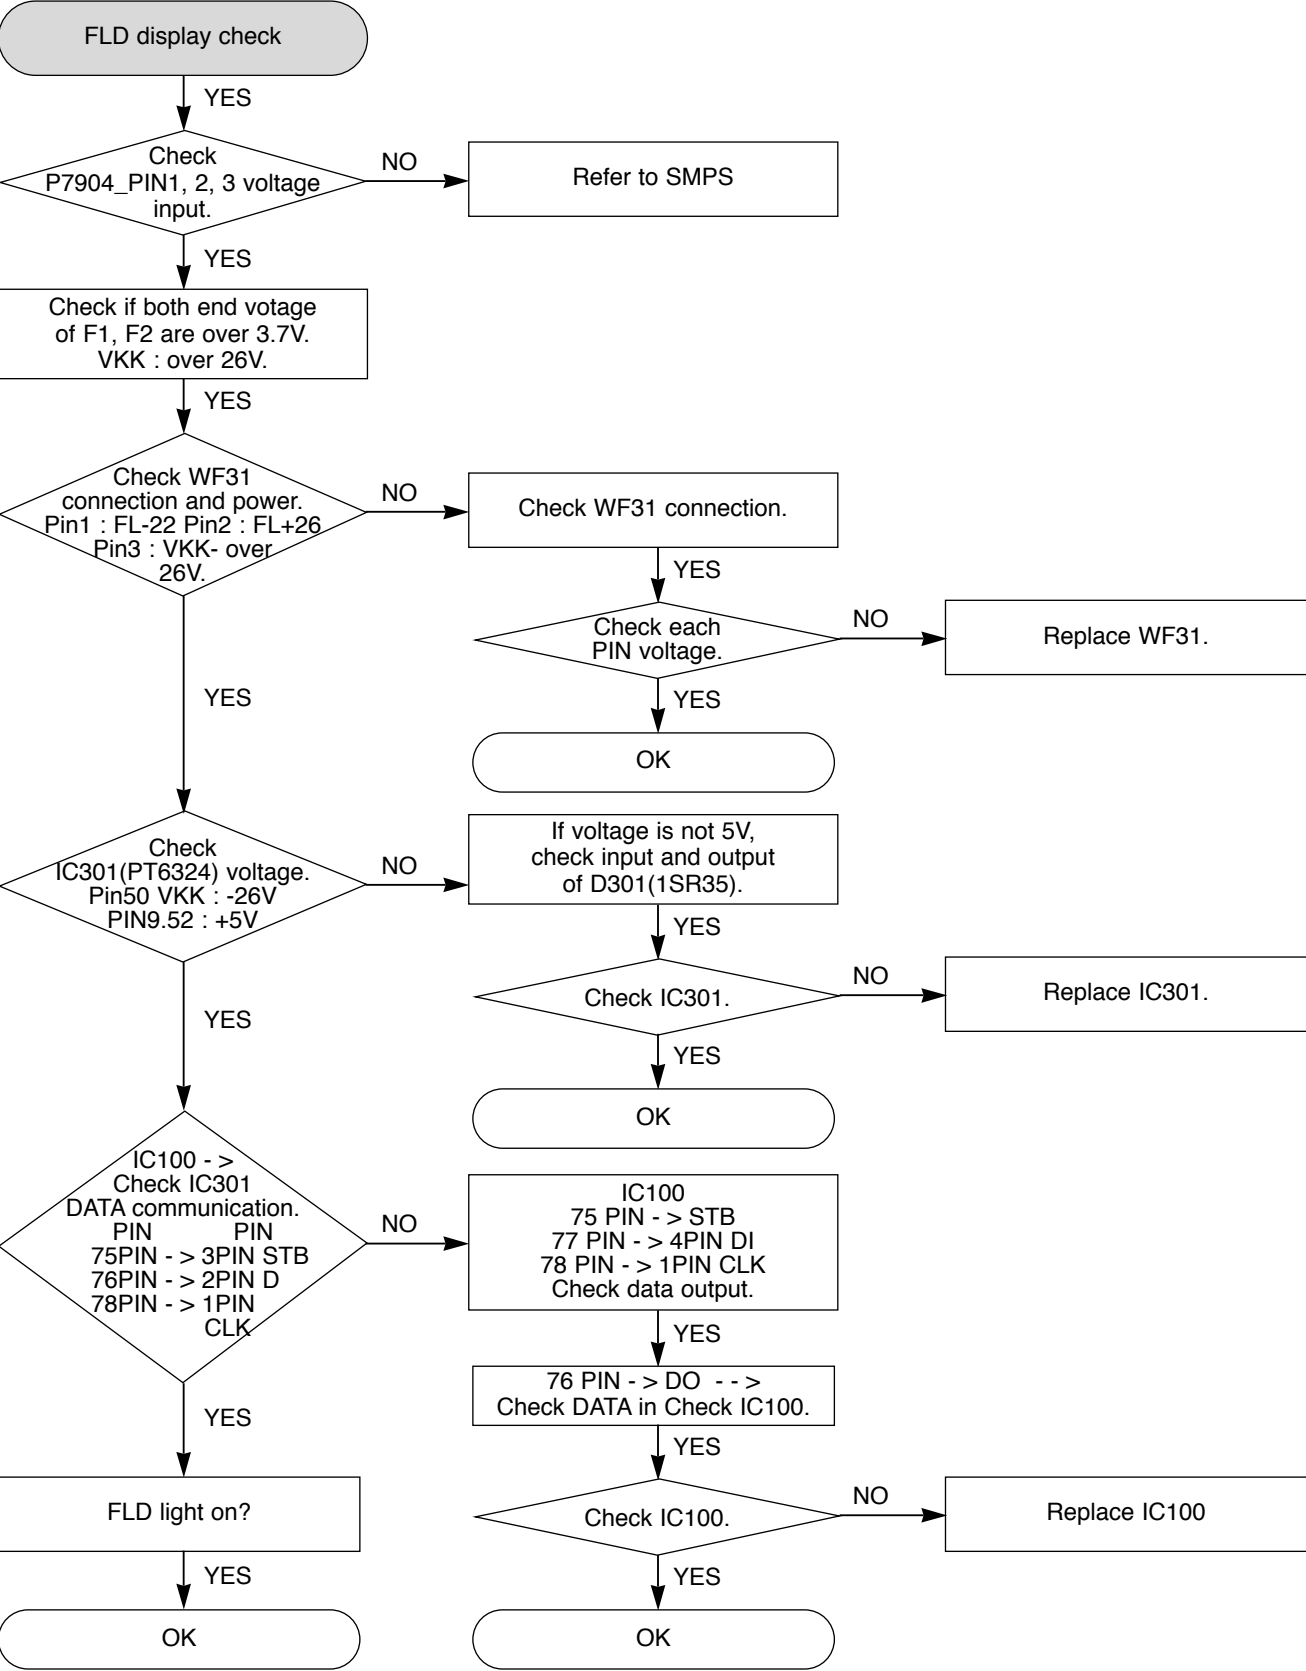 FLD display check
YES
Check
P7904_PIN1, 2, 3 voltage
input.
NO
Refer to SMPS
YES
Check if both end votage
of F1, F2 are over 3.7V.
VKK : over 26V.
YES
Check WF31
connection and power.
Pin1 : FL-22 Pin2 : FL+26
Pin3 : VKK- over
26V.
NO
Check WF31 connection.
YES
Check each
PIN voltage.
NO
Replace WF31.
YES
OK
YES
Check
IC301(PT6324) voltage.
Pin50 VKK : -26V
PIN9.52 : +5V
NO
If voltage is not 5V,
check input and output
of D301(1SR35).
YES
Check IC301.
NO
Replace IC301.
YES
OK
YES
IC100 - >
Check IC301
DATA communication.
PIN PIN
75PIN - > 3PIN STB
76PIN - > 2PIN D
78PIN - > 1PIN
CLK
NO
IC100
75 PIN - > STB
77 PIN - > 4PIN DI
78 PIN - > 1PIN CLK
Check data output.
YES
76 PIN - > DO - - >
Check DATA in Check IC100.
YES
Check IC100.
NO
Replace IC100
YES
OK
YES
FLD light on?
YES
OK